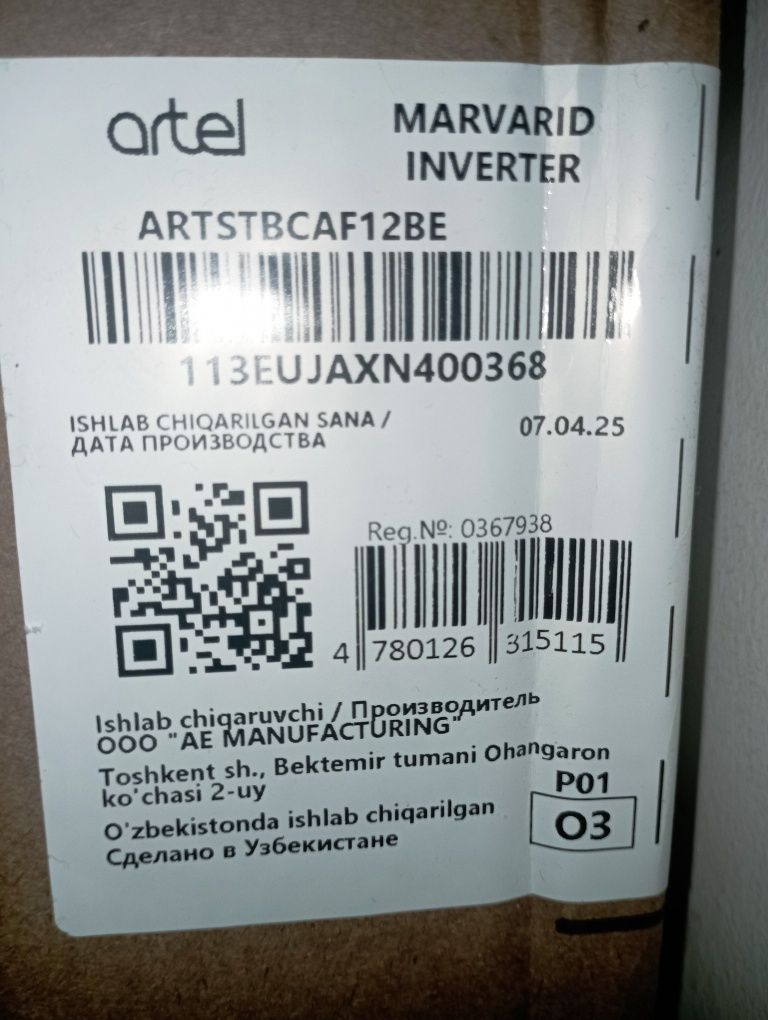 artel
MARVARID
INVERTER
ARTSTBCAF12BE
113EUJAXN400368
ISHLAB CHIQARILGAN SANA /
ДАТА ПРОИЗВОДСТВА
07.04.25
Reg.№: 0367938
4 780126 315115
Ishlab chiqaruvchi / Производитель
ООО "AE MANUFACTURING"
Toshkent sh., Bektemir tumani Ohangaron
ko'chasi 2-uy
O'zbekistonda ishlab chiqarilgan
Сделано в Узбекистане
P01
O3